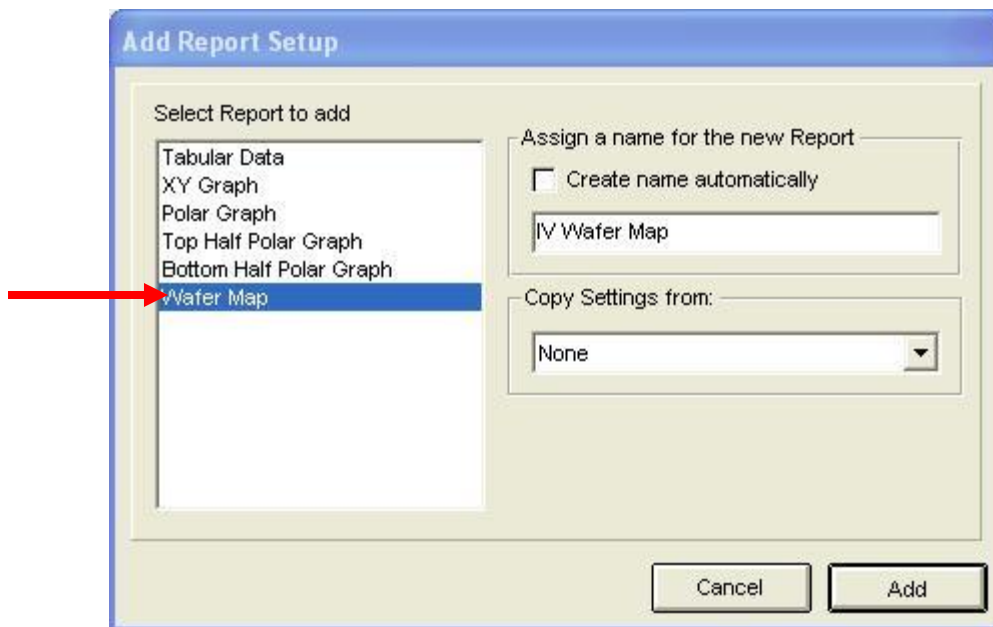 Add Report Setup
Select Report to add
Tabular Data
XY Graph
Polar Graph
Top Half Polar Graph
Bottom Half Polar Graph
Wafer Map
Assign a name for the new Report
Create name automatically
IV Wafer Map
Copy Settings from:
None
Cancel
Add